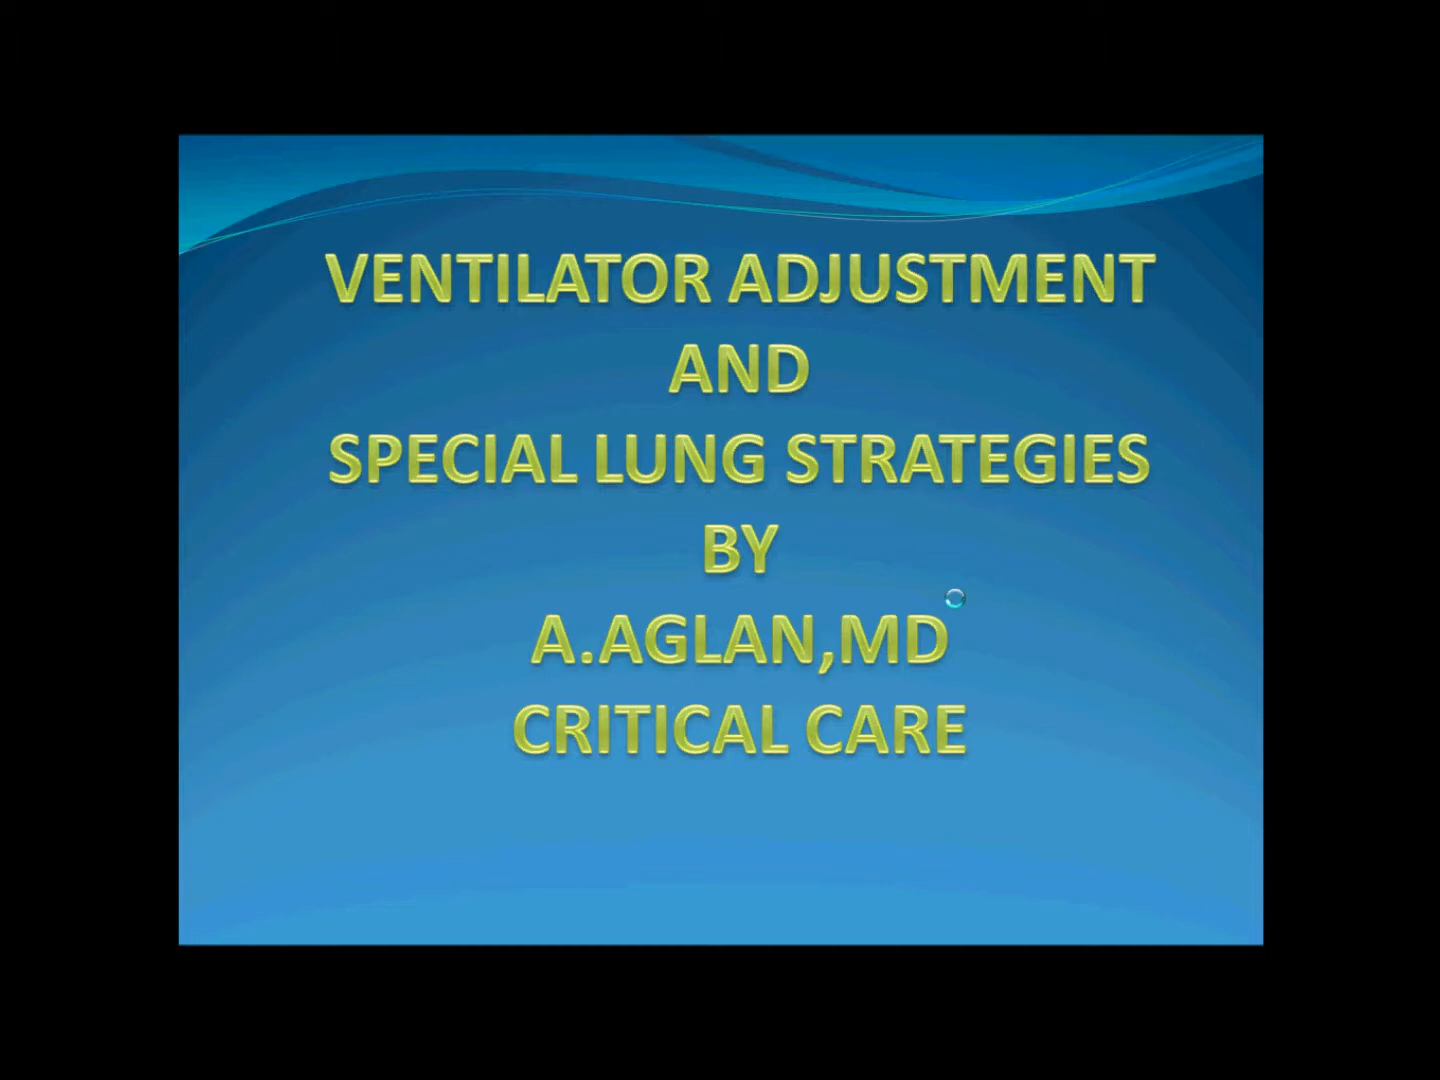 VENTILATOR ADJUSTMENT
AND
SPECIAL LUNG STRATEGIES
BY
A.AGLAN,MD
CRITICAL CARE